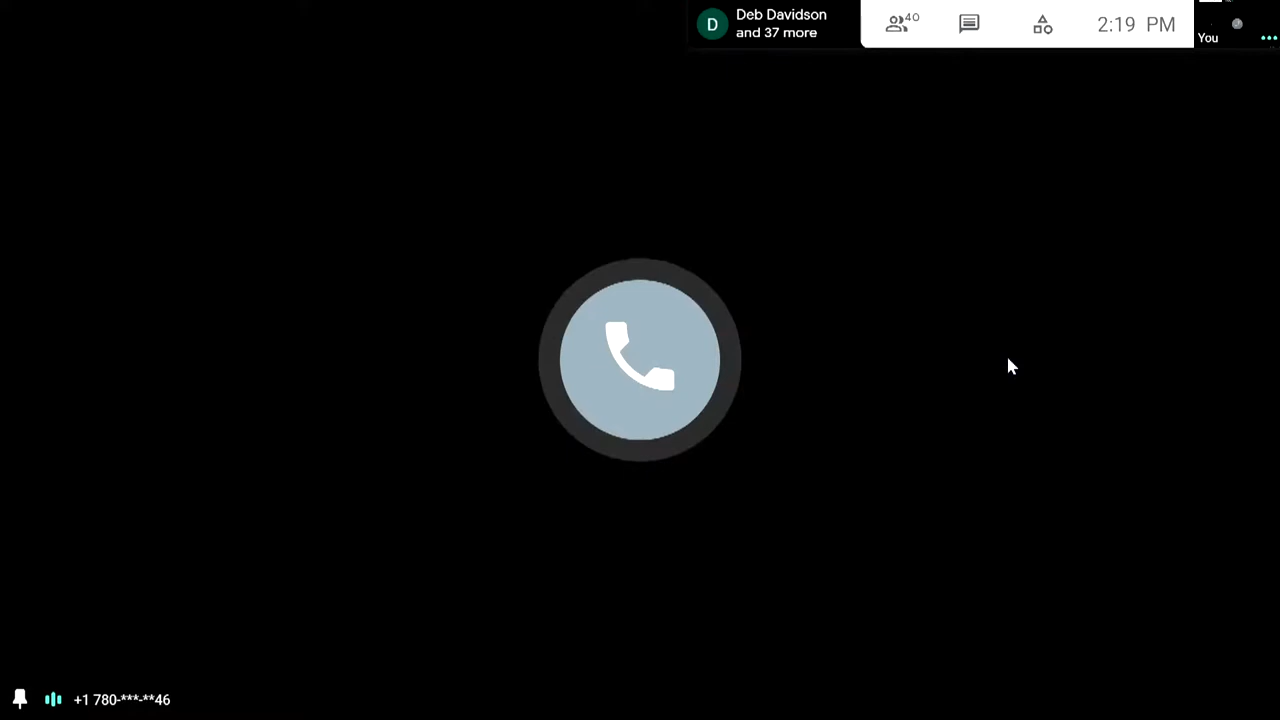 D
Deb Davidson
and 37 more
40
2:19 PM
You
+1 780-***-**46